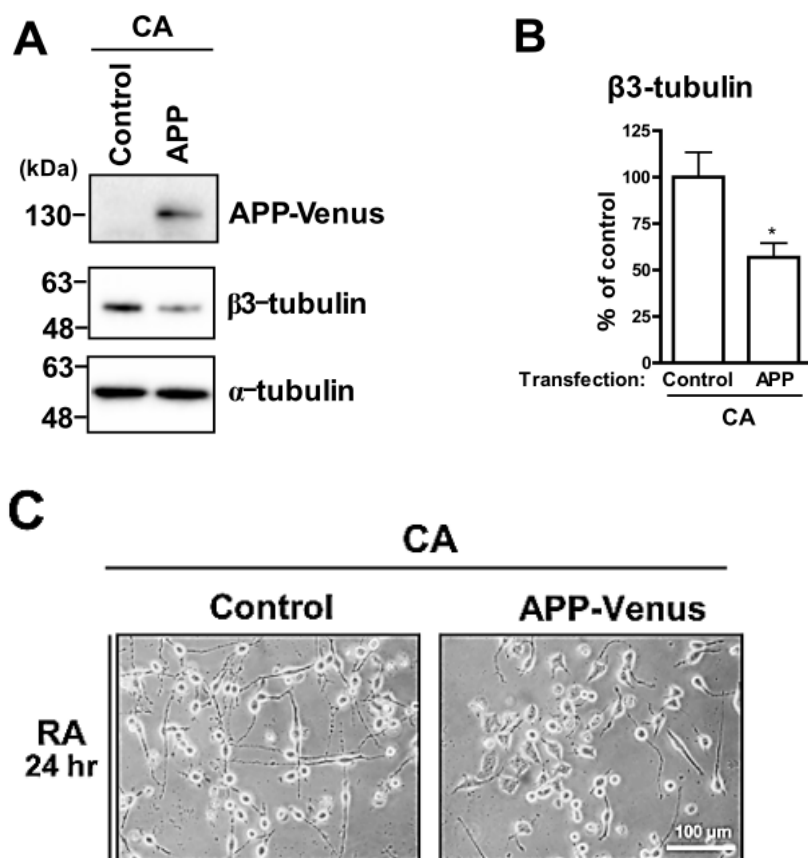 A
CA
Control
APP
(kDa)
130
APP-Venus
63
β3-tubulin
48
63
α-tubulin
48
B
β3-tubulin
% of control
125
100
75
50
25
0
*
Transfection: Control APP
CA
C
CA
Control APP-Venus
RA
24 hr
100 µm